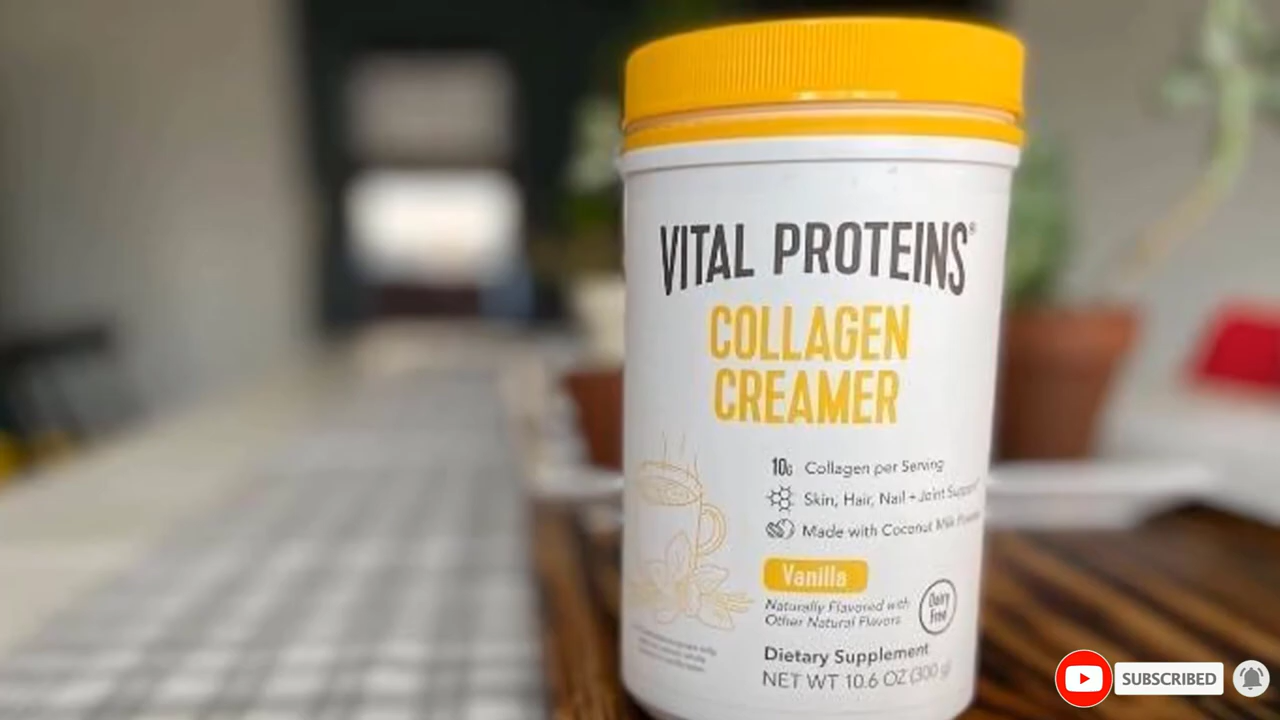 VITAL PROTEINS®
COLLAGEN
CREAMER
10G Collagen per Serving
Skin, Hair, Nail + Joint Support
Made with Coconut Milk Powder
Vanilla
Naturally Flavored with
Other Natural Flavors
Dairy
Free
Dietary Supplement
NET WT 10.6 OZ (300 g)
SUBSCRIBED